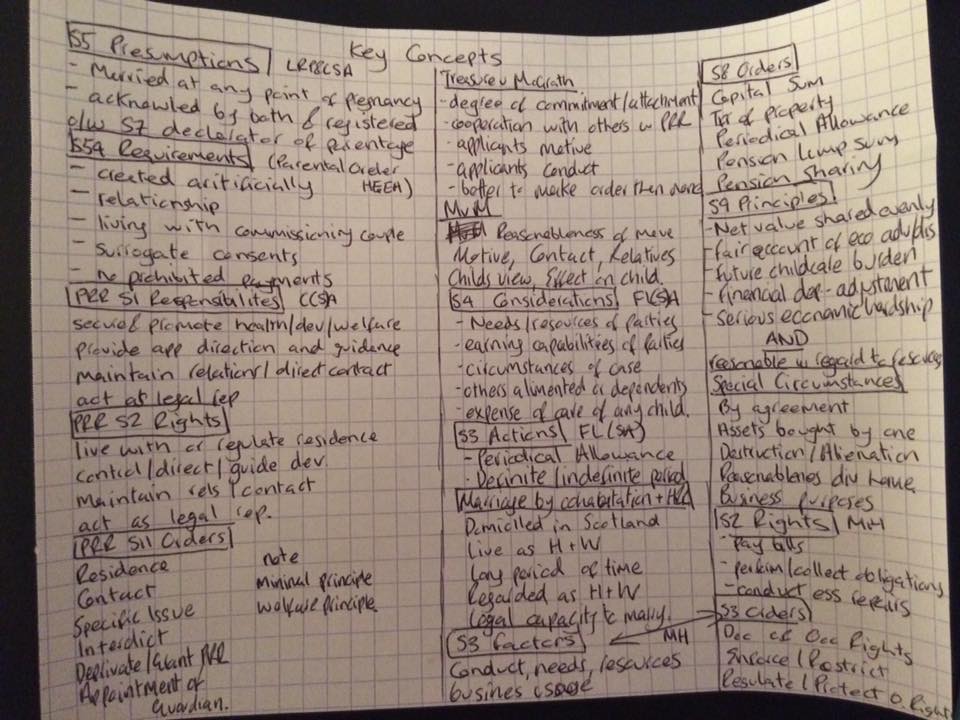 Key Concepts
S5 Presumptions LRP&CSA
- Married at any point of pregnancy
- acknowled by both & registered
o/w S7 declarator of parentage
S54 Requirements (Parental Order
HEEA)
- created aritificially
- relationship
- living with commissioning couple
- surrogate consents
- no prohibited payments
PRR S1 Responsibilites CCSA
secure & promote health/dev/welfare
provide app direction and guidence
maintain relations/direct contact
act at legal rep
PRR S2 Rights
live with or regulate residence
control/direct/guide dev.
maintain rels/contact
act as legal rep.
PRR S11 Orders
Residence note
Contact minimal principle
Specific Issue welfare principle
Interdict
Deprivate/Grant PRR
Appointment of
Guardian.
Treasure v McGrath
- degree of commitment/attachment
- cooperation with others w PRR
- applicants motive
- applicants conduct
- better to make order then none
MvM
Reasonableness of move
Motive, Contact, Relatives
Childs view, Effect on child.
S4 Considerations FL(S)A
- Needs/resources of parties
- earning capabilities of parties
- circumstances of case
- others alimented or dependents
- expense of care of any child.
S3 Actions FL(SA)
- Periodical Allowance
- Definite/indefinite period
Marriage by cohabitation +
Domiciled in Scotland
Live as H+W
Long period of time
Regarded as H+W
Legal capacity to marry.
S3 Factors MH
Conduct, needs, resources
busines usage
S8 Orders
Capital Sum
Tsr of Property
Periodical Allowance
Pension Lump Sum
Pension Sharing
S9 Principles
- Net value shared evenly
- fair account of eco adv/dis
- future childcare burden
- financial dep - adjustment
- serious economic hardship
AND
reasonable w regard to resources
Special Circumstances
By agreement
Assets bought by one
Destruction/Alienation
Reasonableness div home
Business purposes
S2 Rights MH
- Pay bills
- perform/collect obligations
- conduct ess repairs
S3 Orders
Dec of Occ Rights
Enforce/Restrict
Regulate/Protect O. Right